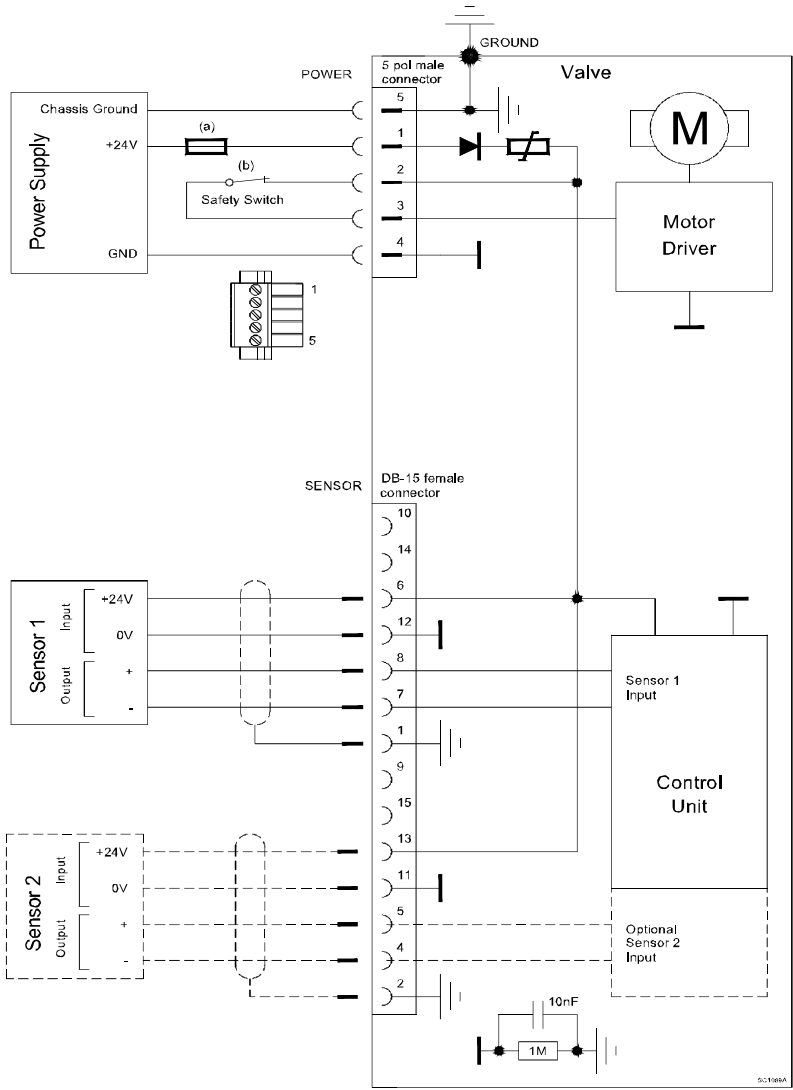 GROUND
POWER
5 pol male
connector
Valve
Chassis Ground
5
M
+24V
(a)
1
Power Supply
(b)
2
Safety Switch
3
Motor
Driver
GND
4
1
5
SENSOR
DB-15 female
connector
10
14
Sensor 1
Input
+24V
6
0V
12
Output
+
8
Sensor 1
Input
-
7
1
9
Control
Unit
15
Sensor 2
Input
+24V
13
0V
11
Output
+
5
Optional
Sensor 2
Input
-
4
2
10nF
1M